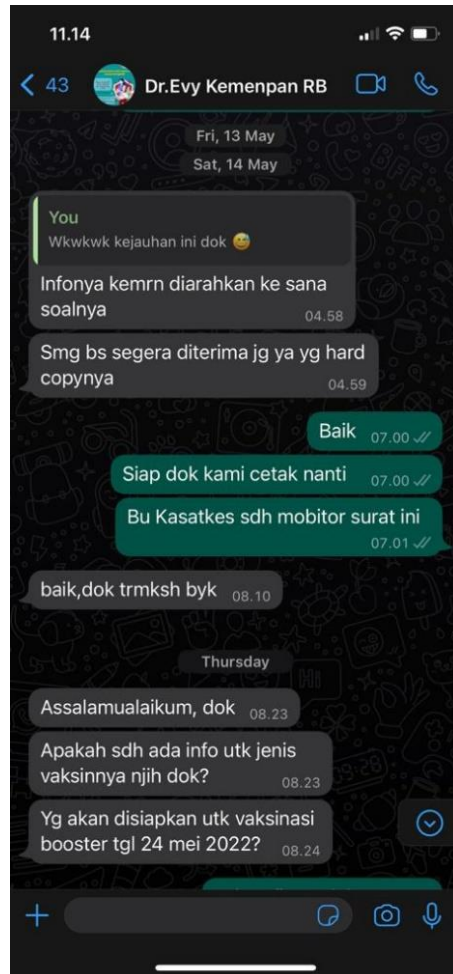 11.14
43
Dr.Evy Kemenpan RB
Fri, 13 May
Sat, 14 May
You
Wkwkwk kejauhan ini dok 😅
Infonya kemrn diarahkan ke sana
soalnya
04.58
Smg bs segera diterima jg ya yg hard
copynya
04.59
Baik 07.00
Siap dok kami cetak nanti 07.00
Bu Kasatkes sdh mobitor surat ini
07.01
baik,dok trmksh byk 08.10
Thursday
Assalamualaikum, dok 08.23
Apakah sdh ada info utk jenis
vaksinnya njih dok? 08.23
Yg akan disiapkan utk vaksinasi
booster tgl 24 mei 2022? 08.24